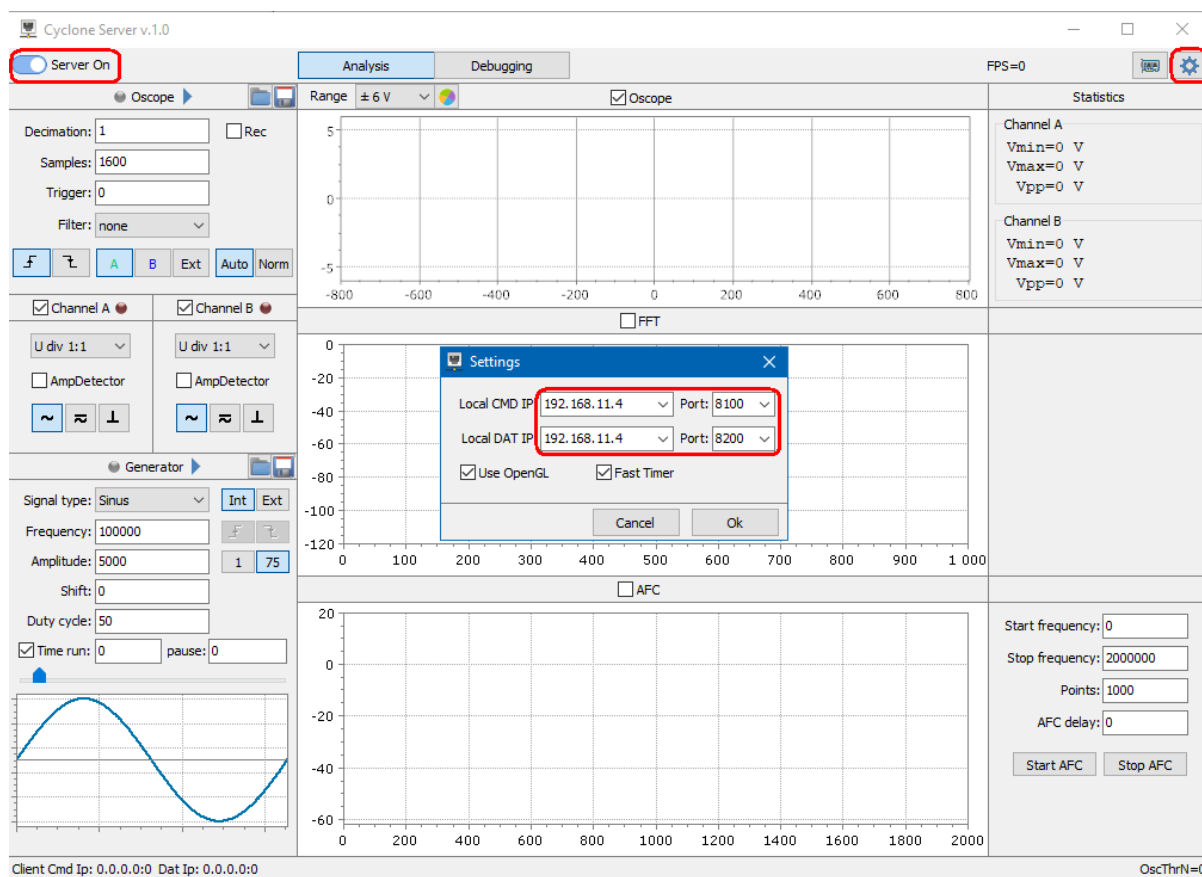 Cyclone Server v.1.0
Server On
Analysis Debugging
FPS=0
Oscope
Decimation: 1 Rec
Samples: 1600
Trigger: 0
Filter: none
A B Ext Auto Norm
Channel A Channel B
U div 1:1 U div 1:1
AmpDetector AmpDetector
Generator
Signal type: Sinus Int Ext
Frequency: 100000
Amplitude: 5000 1 75
Shift: 0
Duty cycle: 50
Time run: 0 pause: 0
Range ± 6 V Oscope
5
0
-5
-800 -600 -400 -200 0 200 400 600 800
FFT
0
-20
-40
-60
-80
-100
-120
0 100 200 300 400 500 600 700 800 900 1 000
Settings
Local CMD IP 192.168.11.4 Port: 8100
Local DAT IP 192.168.11.4 Port: 8200
Use OpenGL Fast Timer
Cancel Ok
AFC
20
0
-20
-40
-60
0 200 400 600 800 1000 1200 1400 1600 1800 2000
Statistics
Channel A
Vmin=0 V
Vmax=0 V
Vpp=0 V
Channel B
Vmin=0 V
Vmax=0 V
Vpp=0 V
Start frequency: 0
Stop frequency: 2000000
Points: 1000
AFC delay: 0
Start AFC Stop AFC
Client Cmd Ip: 0.0.0.0:0 Dat Ip: 0.0.0.0:0
OscThrN=0